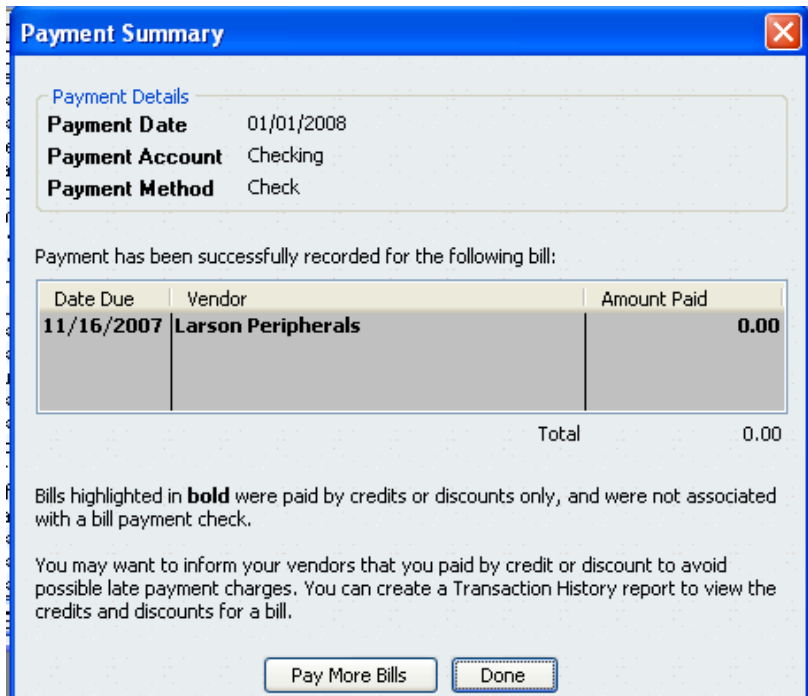 Payment Summary
Payment Details
Payment Date 01/01/2008
Payment Account Checking
Payment Method Check
Payment has been successfully recorded for the following bill:
Date Due Vendor Amount Paid
11/16/2007 Larson Peripherals 0.00
Total 0.00
Bills highlighted in bold were paid by credits or discounts only, and were not associated
with a bill payment check.
You may want to inform your vendors that you paid by credit or discount to avoid
possible late payment charges. You can create a Transaction History report to view the
credits and discounts for a bill.
Pay More Bills Done